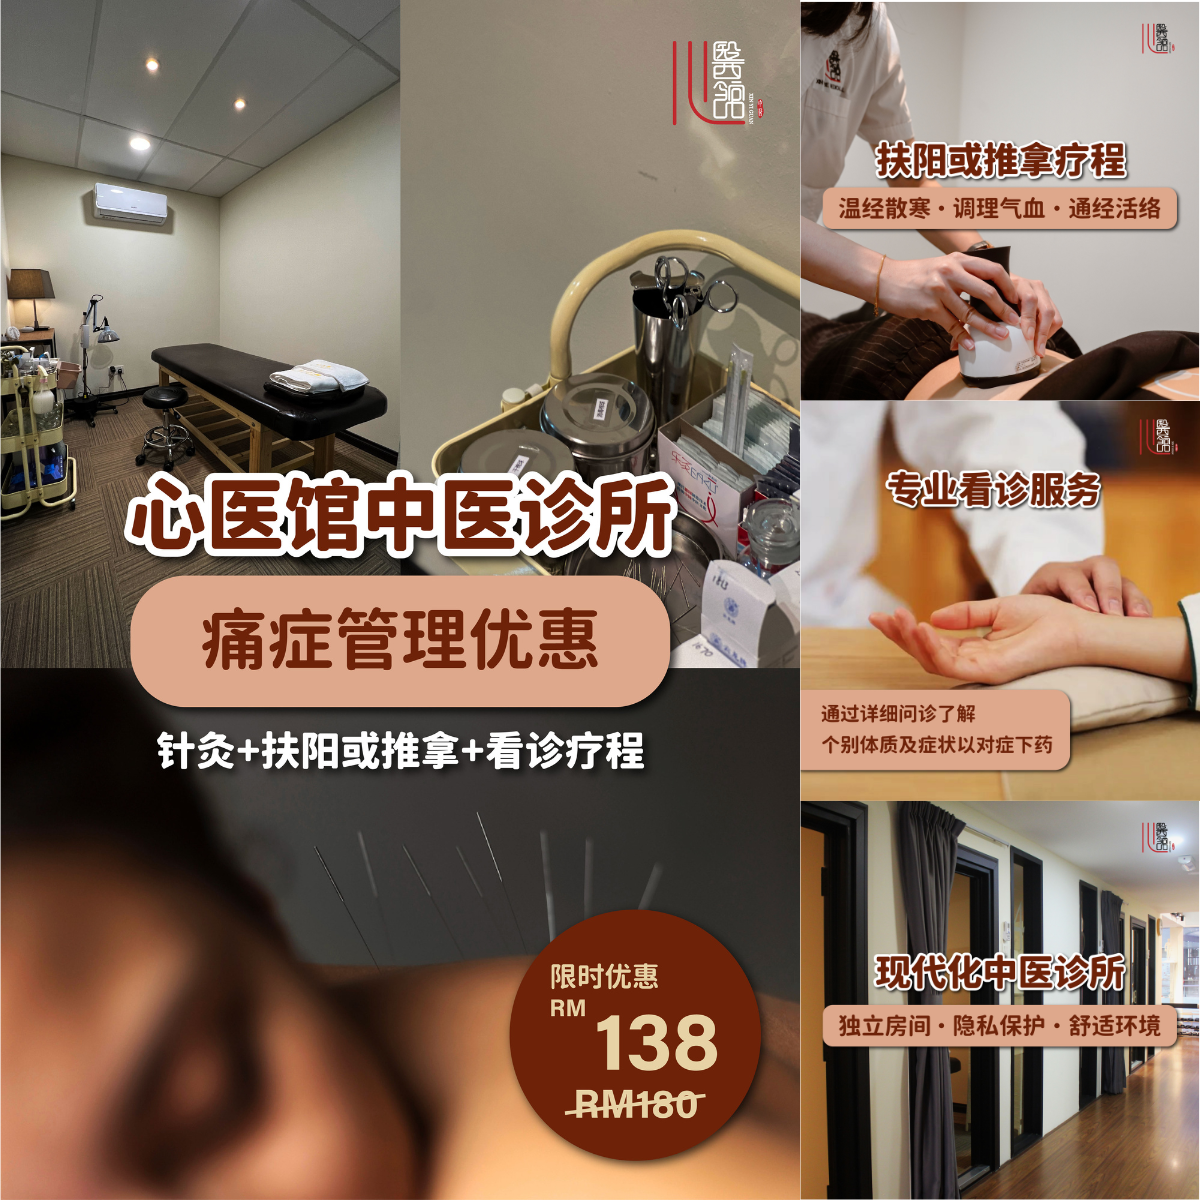 醫館
XIN YI GUAN
心医馆中医诊所
痛症管理优惠
针灸+扶阳或推拿+看诊疗程
限时优惠
RM
138
RM180
扶阳或推拿疗程
温经散寒·调理气血·通经活络
专业看诊服务
通过详细问诊了解
个别体质及症状以对症下药
现代化中医诊所
独立房间·隐私保护·舒适环境